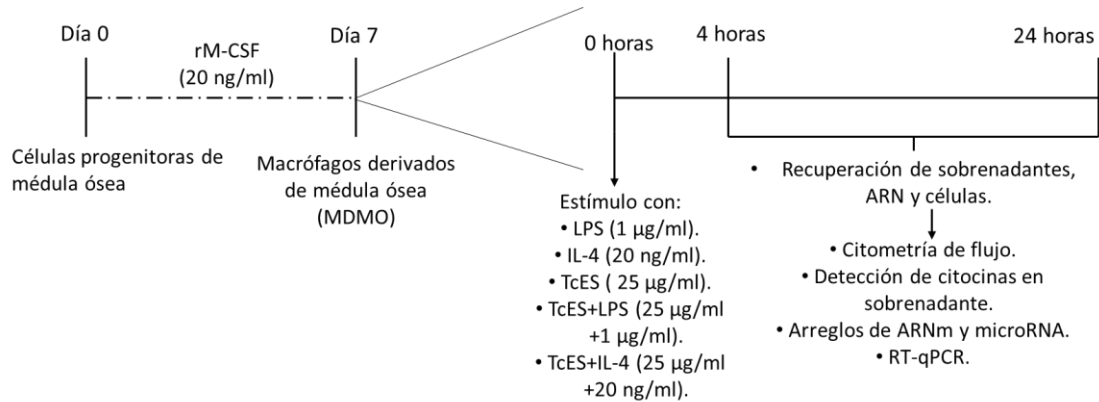 Día 0
rM-CSF
(20 ng/ml)
Día 7
Células progenitoras de
médula ósea
Macrófagos derivados
de médula ósea
(MDMO)
0 horas
4 horas
24 horas
Estímulo con:
• LPS (1 µg/ml).
• IL-4 (20 ng/ml).
• TcES ( 25 µg/ml).
• TcES+LPS (25 µg/ml
+1 µg/ml).
• TcES+IL-4 (25 µg/ml
+20 ng/ml).
• Recuperación de sobrenadantes,
ARN y células.
• Citometría de flujo.
• Detección de citocinas en
sobrenadante.
• Arreglos de ARNm y microRNA.
• RT-qPCR.